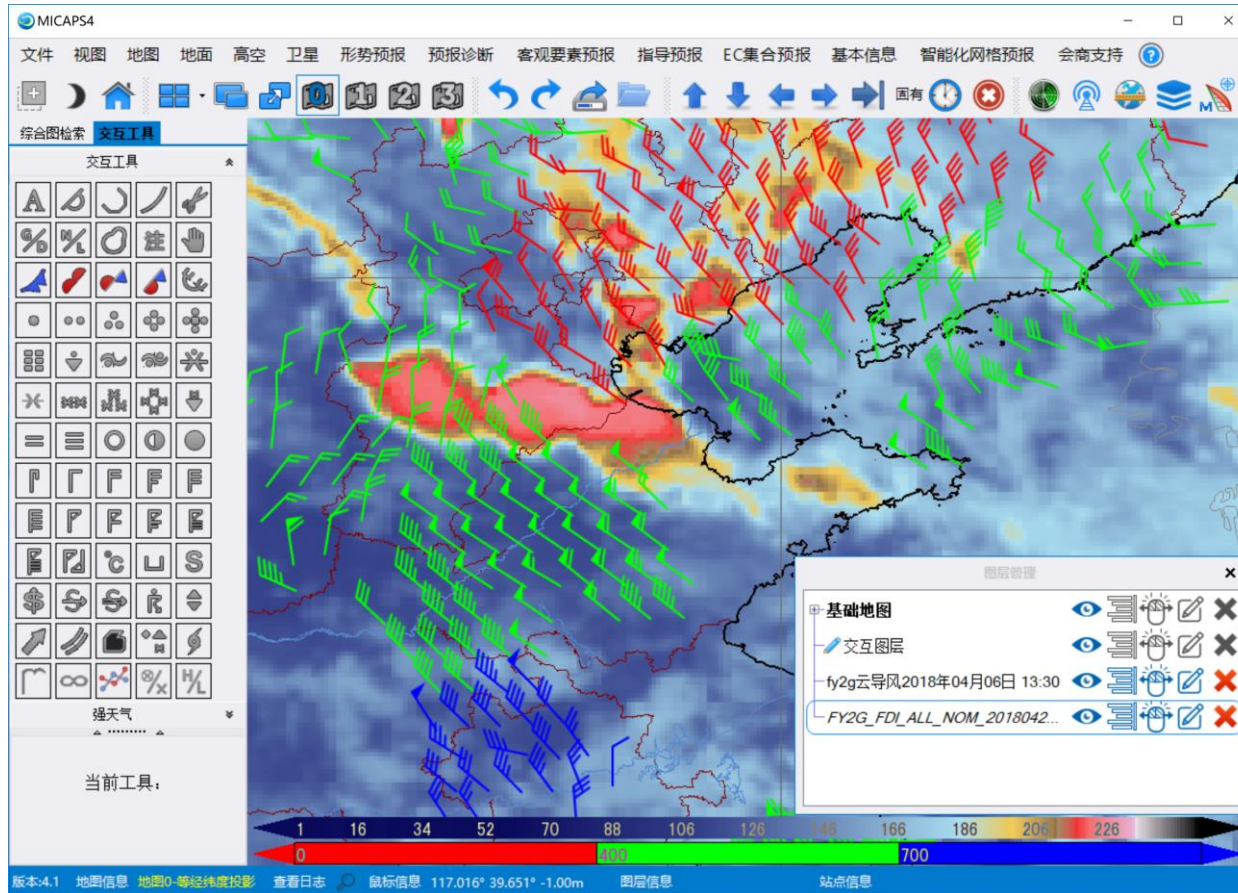 MICAPS4
文件 视图 地图 地面 高空 卫星 形势预报 预报诊断 客观要素预报 指导预报 EC集合预报 基本信息 智能化网格预报 会商支持 ?
0 1 2 3 固有 M
综合图检索 交互工具
交互工具
A
G/D N/L 注
℃ S
$ S S R
⊗/x H/L
强天气
当前工具:
图层管理
基础地图
交互图层
fy2g云导风2018年04月06日 13:30
FY2G_FDI_ALL_NOM_2018042...
1 16 34 52 70 88 106 126 146 166 186 206 226
0 400 700
版本:4.1 地图信息 地图0-等经纬度投影 查看日志 鼠标信息 117.016° 39.651° -1.00m 图层信息 站点信息